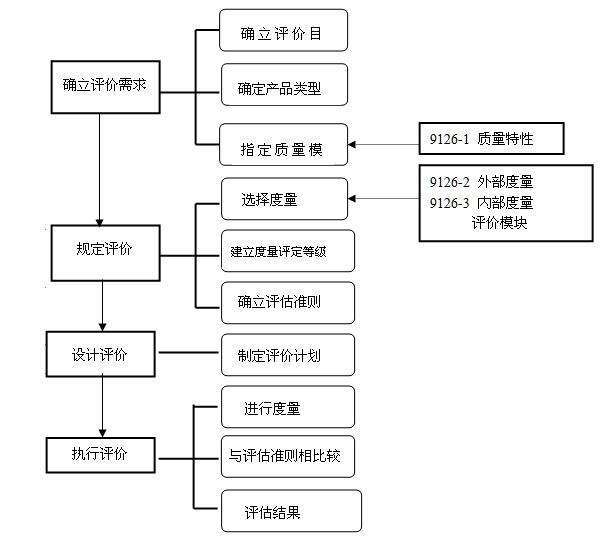 确立评价需求
确立评价目
确定产品类型
指定质量模
9126-1 质量特性
规定评价
选择度量
9126-2 外部度量
9126-3 内部度量
评价模块
建立度量评定等级
确立评估准则
设计评价
制定评价计划
执行评价
进行度量
与评估准则相比较
评估结果